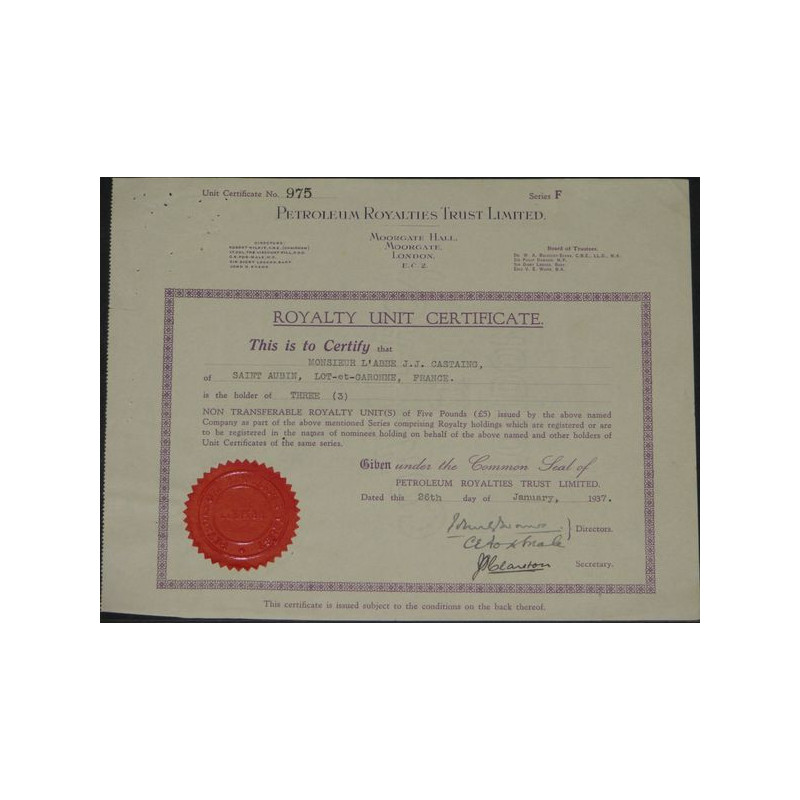 Unit Certificate No. 975
Series F
PETROLEUM ROYALTIES TRUST LIMITED.
MOORGATE HALL,
MOORGATE,
LONDON,
E.C.2.
DIRECTORS:
Board of Trustees.
ROYALTY UNIT CERTIFICATE.
This is to Certify that
MONSIEUR L'ABBE J.J. CASTAING,
of SAINT AUBIN, LOT-et-GARONNE, FRANCE.
is the holder of THREE (3)
NON TRANSFERABLE ROYALTY UNIT(S) of Five Pounds (£5) issued by the above named
Company as part of the above mentioned Series comprising Royalty holdings which are registered or are
to be registered in the names of nominees holding on behalf of the above named and other holders of
Unit Certificates of the same series.
Given under the Common Seal of
PETROLEUM ROYALTIES TRUST LIMITED.
Dated this 26th day of January, 1937.
Directors.
Secretary.
This certificate is issued subject to the conditions on the back thereof.